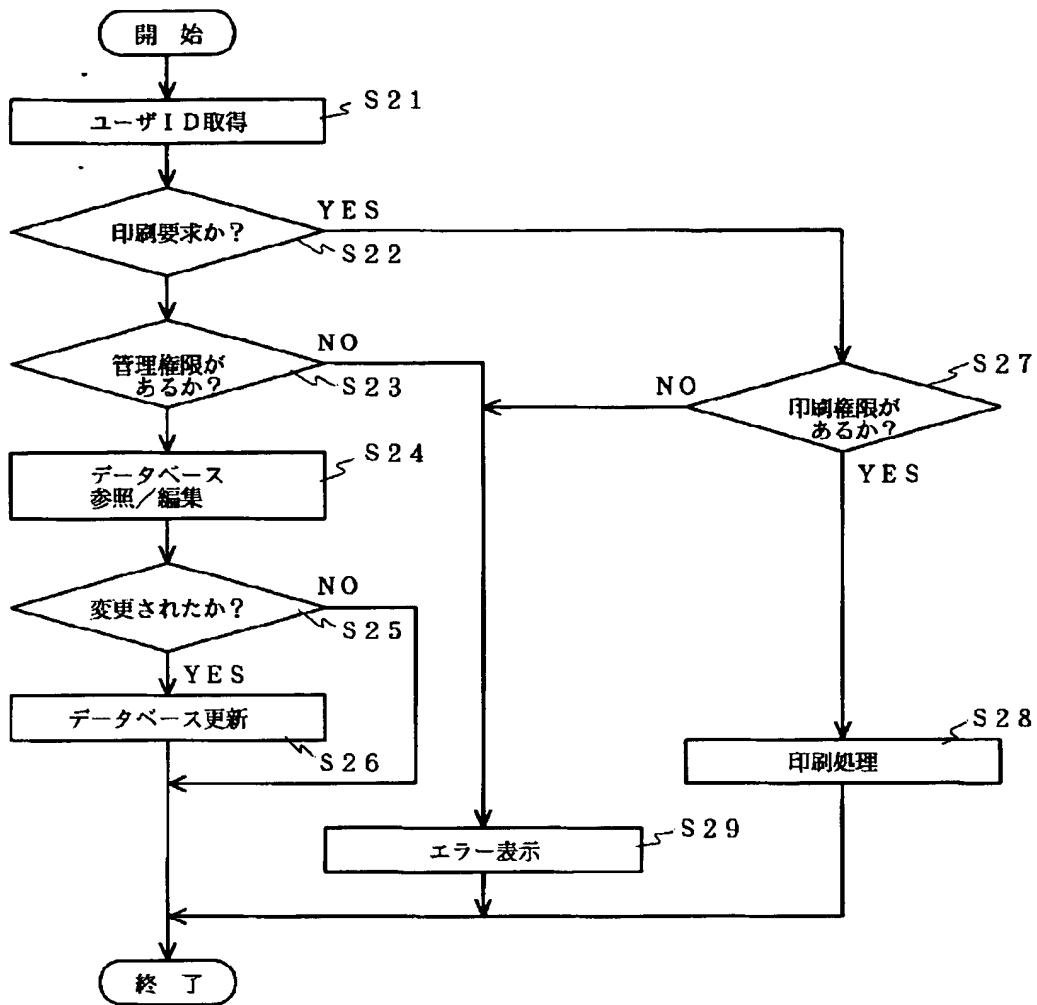 開 始
ユーザID取得
S21
印刷要求か?
YES
S22
管理権限が
あるか?
NO
S23
印刷権限が
あるか?
S27
NO
YES
データベース
参照/編集
S24
変更されたか?
NO
S25
YES
データベース更新
S26
印刷処理
S28
エラー表示
S29
終 了